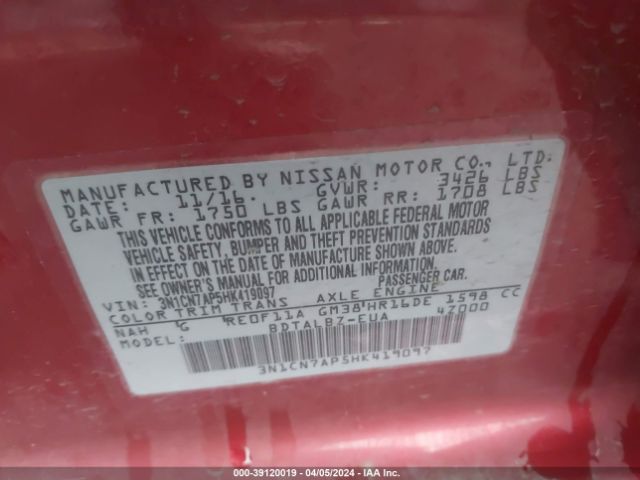 MANUFACTURED BY NISSAN MOTOR CO., LTD.
DATE: 11/16. GVWR: 3426 LBS
GAWR FR: 1750 LBS GAWR RR: 1708 LBS
THIS VEHICLE CONFORMS TO ALL APPLICABLE FEDERAL MOTOR
VEHICLE SAFETY, BUMPER AND THEFT PREVENTION STANDARDS
IN EFFECT ON THE DATE OF MANUFACTURE SHOWN ABOVE.
SEE OWNER'S MANUAL FOR ADDITIONAL INFORMATION.
VIN: 3N1CN7AP5HK419097 PASSENGER CAR.
COLOR TRIM TRANS AXLE ENGINE
NAH G RE0F11A GM38 HR16DE 1598 CC
MODEL: BDTALBZ-EUA 4Z000
3N1CN7AP5HK419097
000-39120019 - 04/05/2024 - IAAI.com